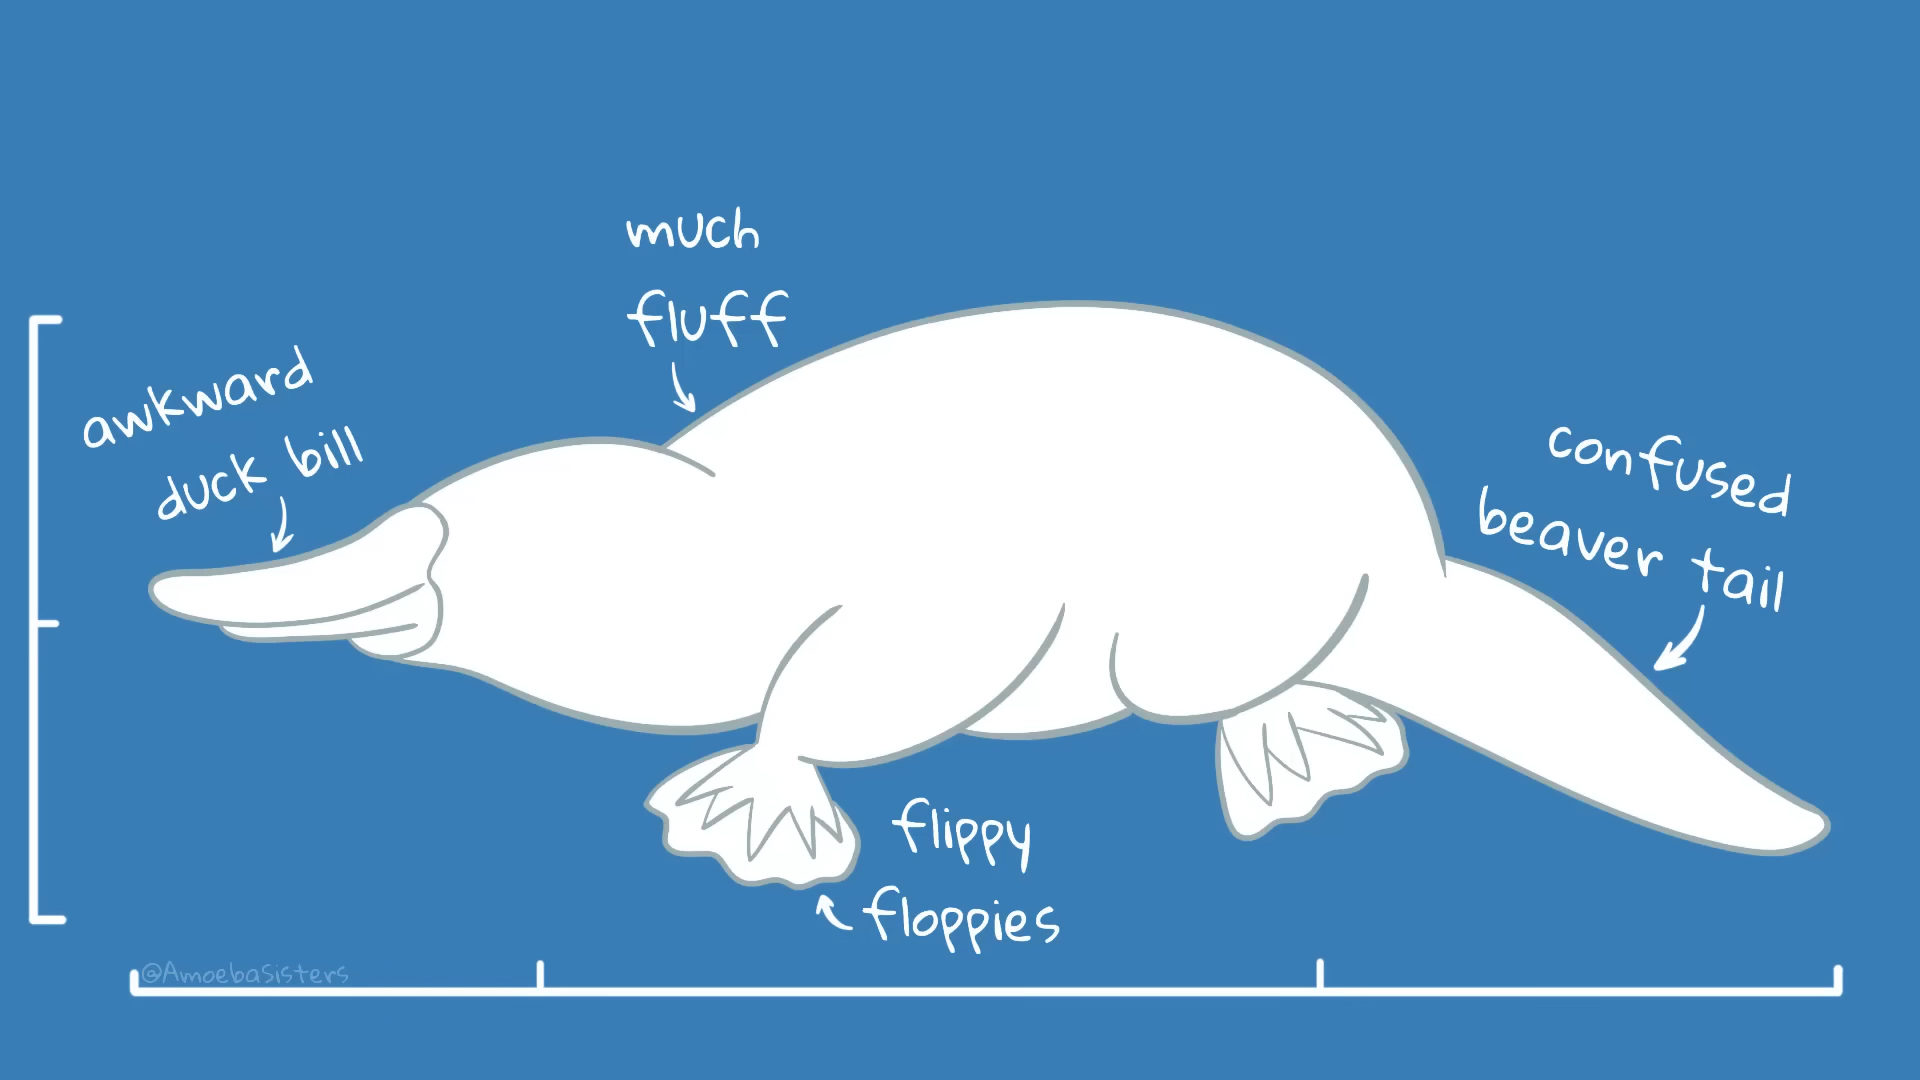 much
fluff
awkward
duck bill
confused
beaver tail
flippy
floppies
@AmoebaSisters